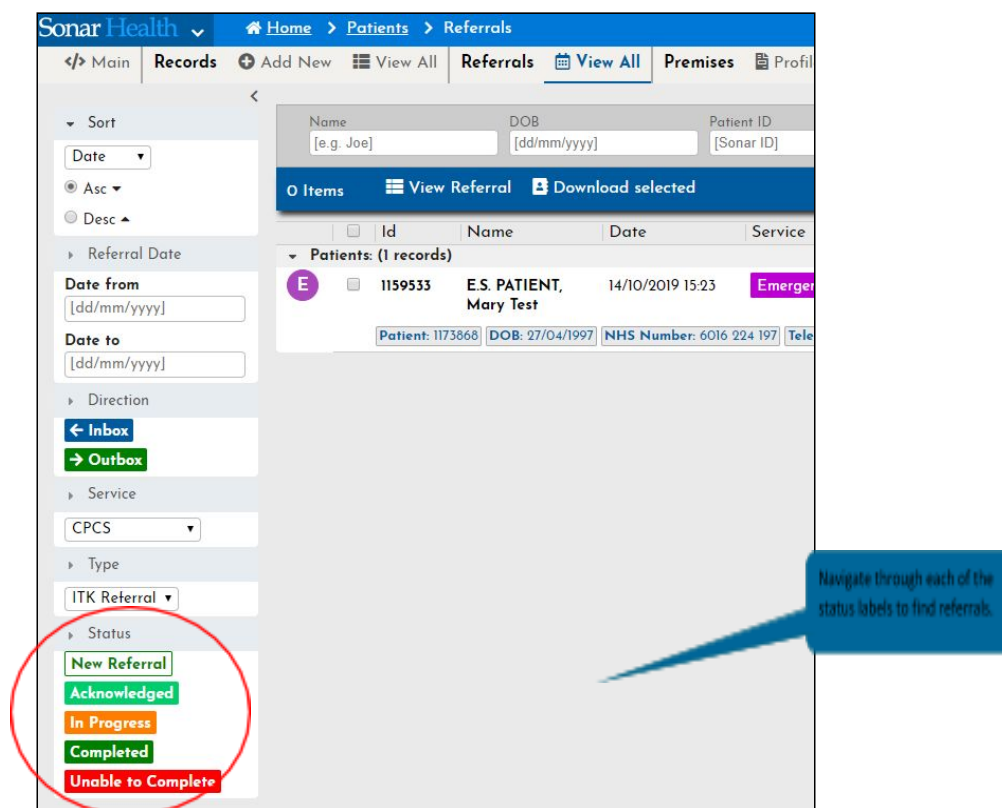 Sonar Health Home > Patients > Referrals
</> Main Records Add New View All Referrals View All Premises Profil
Sort
Date
Asc
Desc
Referral Date
Date from
[dd/mm/yyyy]
Date to
[dd/mm/yyyy]
Direction
← Inbox
→ Outbox
Service
CPCS
Type
ITK Referral
Status
New Referral
Acknowledged
In Progress
Completed
Unable to Complete
Name DOB Patient ID
[e.g. Joe] [dd/mm/yyyy] [Sonar ID]
0 Items View Referral Download selected
Id Name Date Service
Patients: (1 records)
E 1159533 E.S. PATIENT, 14/10/2019 15:23 Emergen
Mary Test
Patient: 1173868 DOB: 27/04/1997 NHS Number: 6016 224 197 Tele
Navigate through each of the
status labels to find referrals.